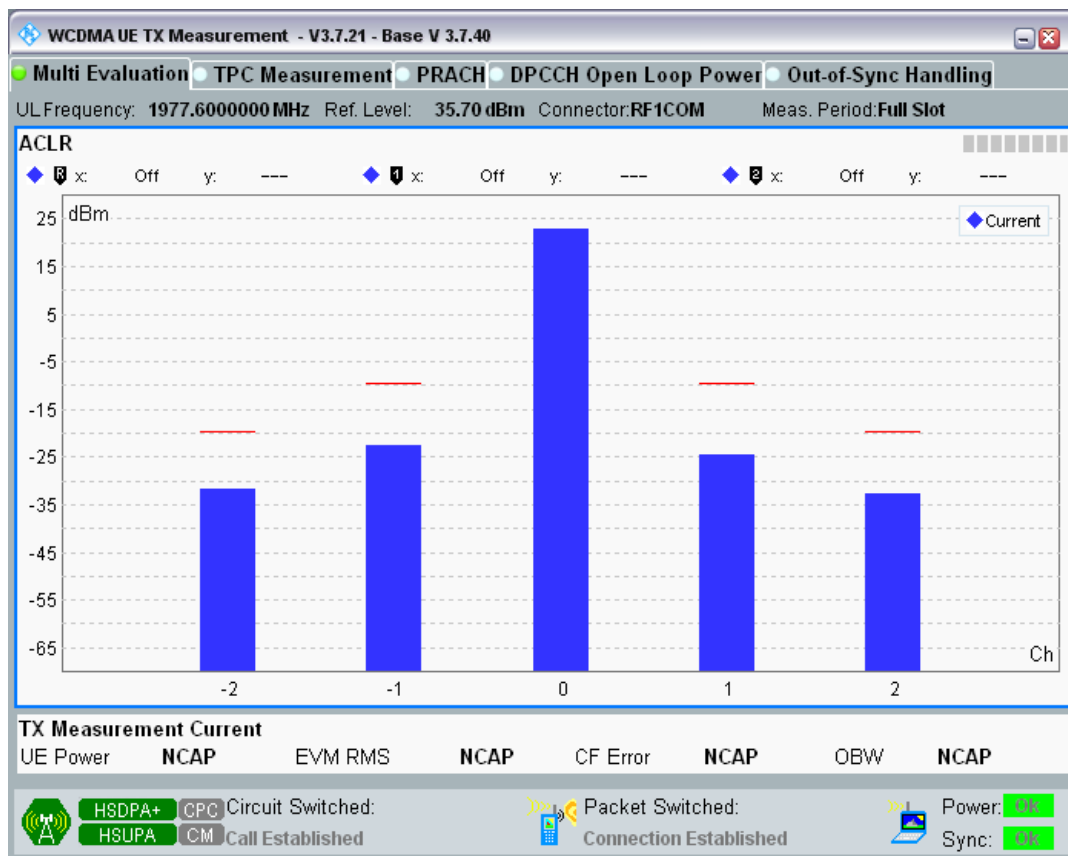 WCDMA UE TX Measurement - V3.7.21 - Base V 3.7.40
Multi Evaluation TPC Measurement PRACH DPCCH Open Loop Power Out-of-Sync Handling
UL Frequency: 1977.6000000 MHz Ref. Level: 35.70 dBm Connector:RF1COM Meas. Period:Full Slot
ACLR
R x: Off y: --- 1 x: Off y: --- 2 x: Off y: ---
dBm
Current
25
15
5
-5
-15
-25
-35
-45
-55
-65
Ch
-2 -1 0 1 2
TX Measurement Current
UE Power NCAP EVM RMS NCAP CF Error NCAP OBW NCAP
HSDPA+ CPC Circuit Switched: Packet Switched: Power: OK
HSUPA CM Call Established Connection Established Sync: OK